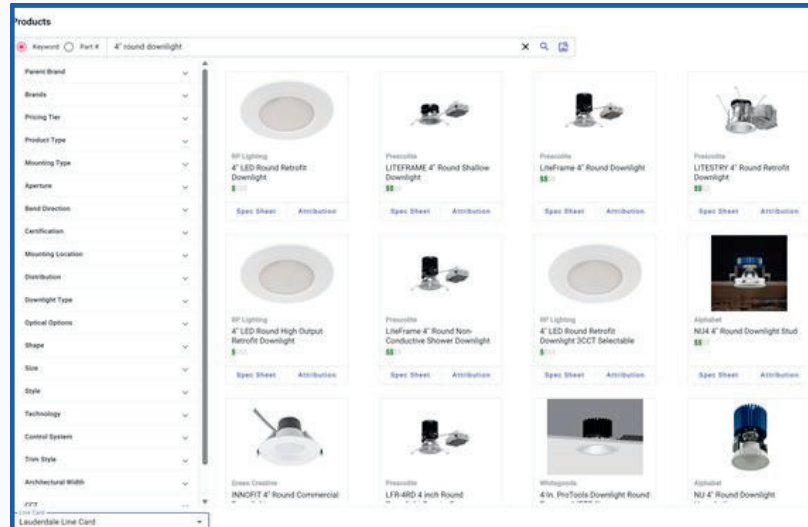 Products
Keyword Part # 4" round downlight
Parent Brand
Brands
Pricing Tier
Product Type
Mounting Type
Aperture
Bend Direction
Certification
Mounting Location
Distribution
Downlight Type
Optical Options
Shape
Size
Style
Technology
Control System
Trim Style
Architectural Width
CCT
Line Card
Lauderdale Line Card
RP Lighting
4" LED Round Retrofit
Downlight
$
Spec Sheet Attribution
Prescolite
LITEFRAME 4" Round Shallow
Downlight
$$
Spec Sheet Attribution
Prescolite
LiteFrame 4" Round Downlight
$$
Spec Sheet Attribution
Prescolite
LITESTRY 4" Round Retrofit
Downlight
$$
Spec Sheet Attribution
RP Lighting
4" LED Round High Output
Retrofit Downlight
$
Spec Sheet Attribution
Prescolite
LiteFrame 4" Round Non-
Conductive Shower Downlight
$$
Spec Sheet Attribution
RP Lighting
4" LED Round Retrofit
Downlight 3CCT Selectable
$
Spec Sheet Attribution
Alphabet
NU4 4" Round Downlight Stud
$$
Spec Sheet Attribution
Green Creative
INNOFIT 4" Round Commercial
Prescolite
LFR-4RD 4 inch Round
Whitegoods
4 In. ProTools Downlight Round
Alphabet
NU 4" Round Downlight